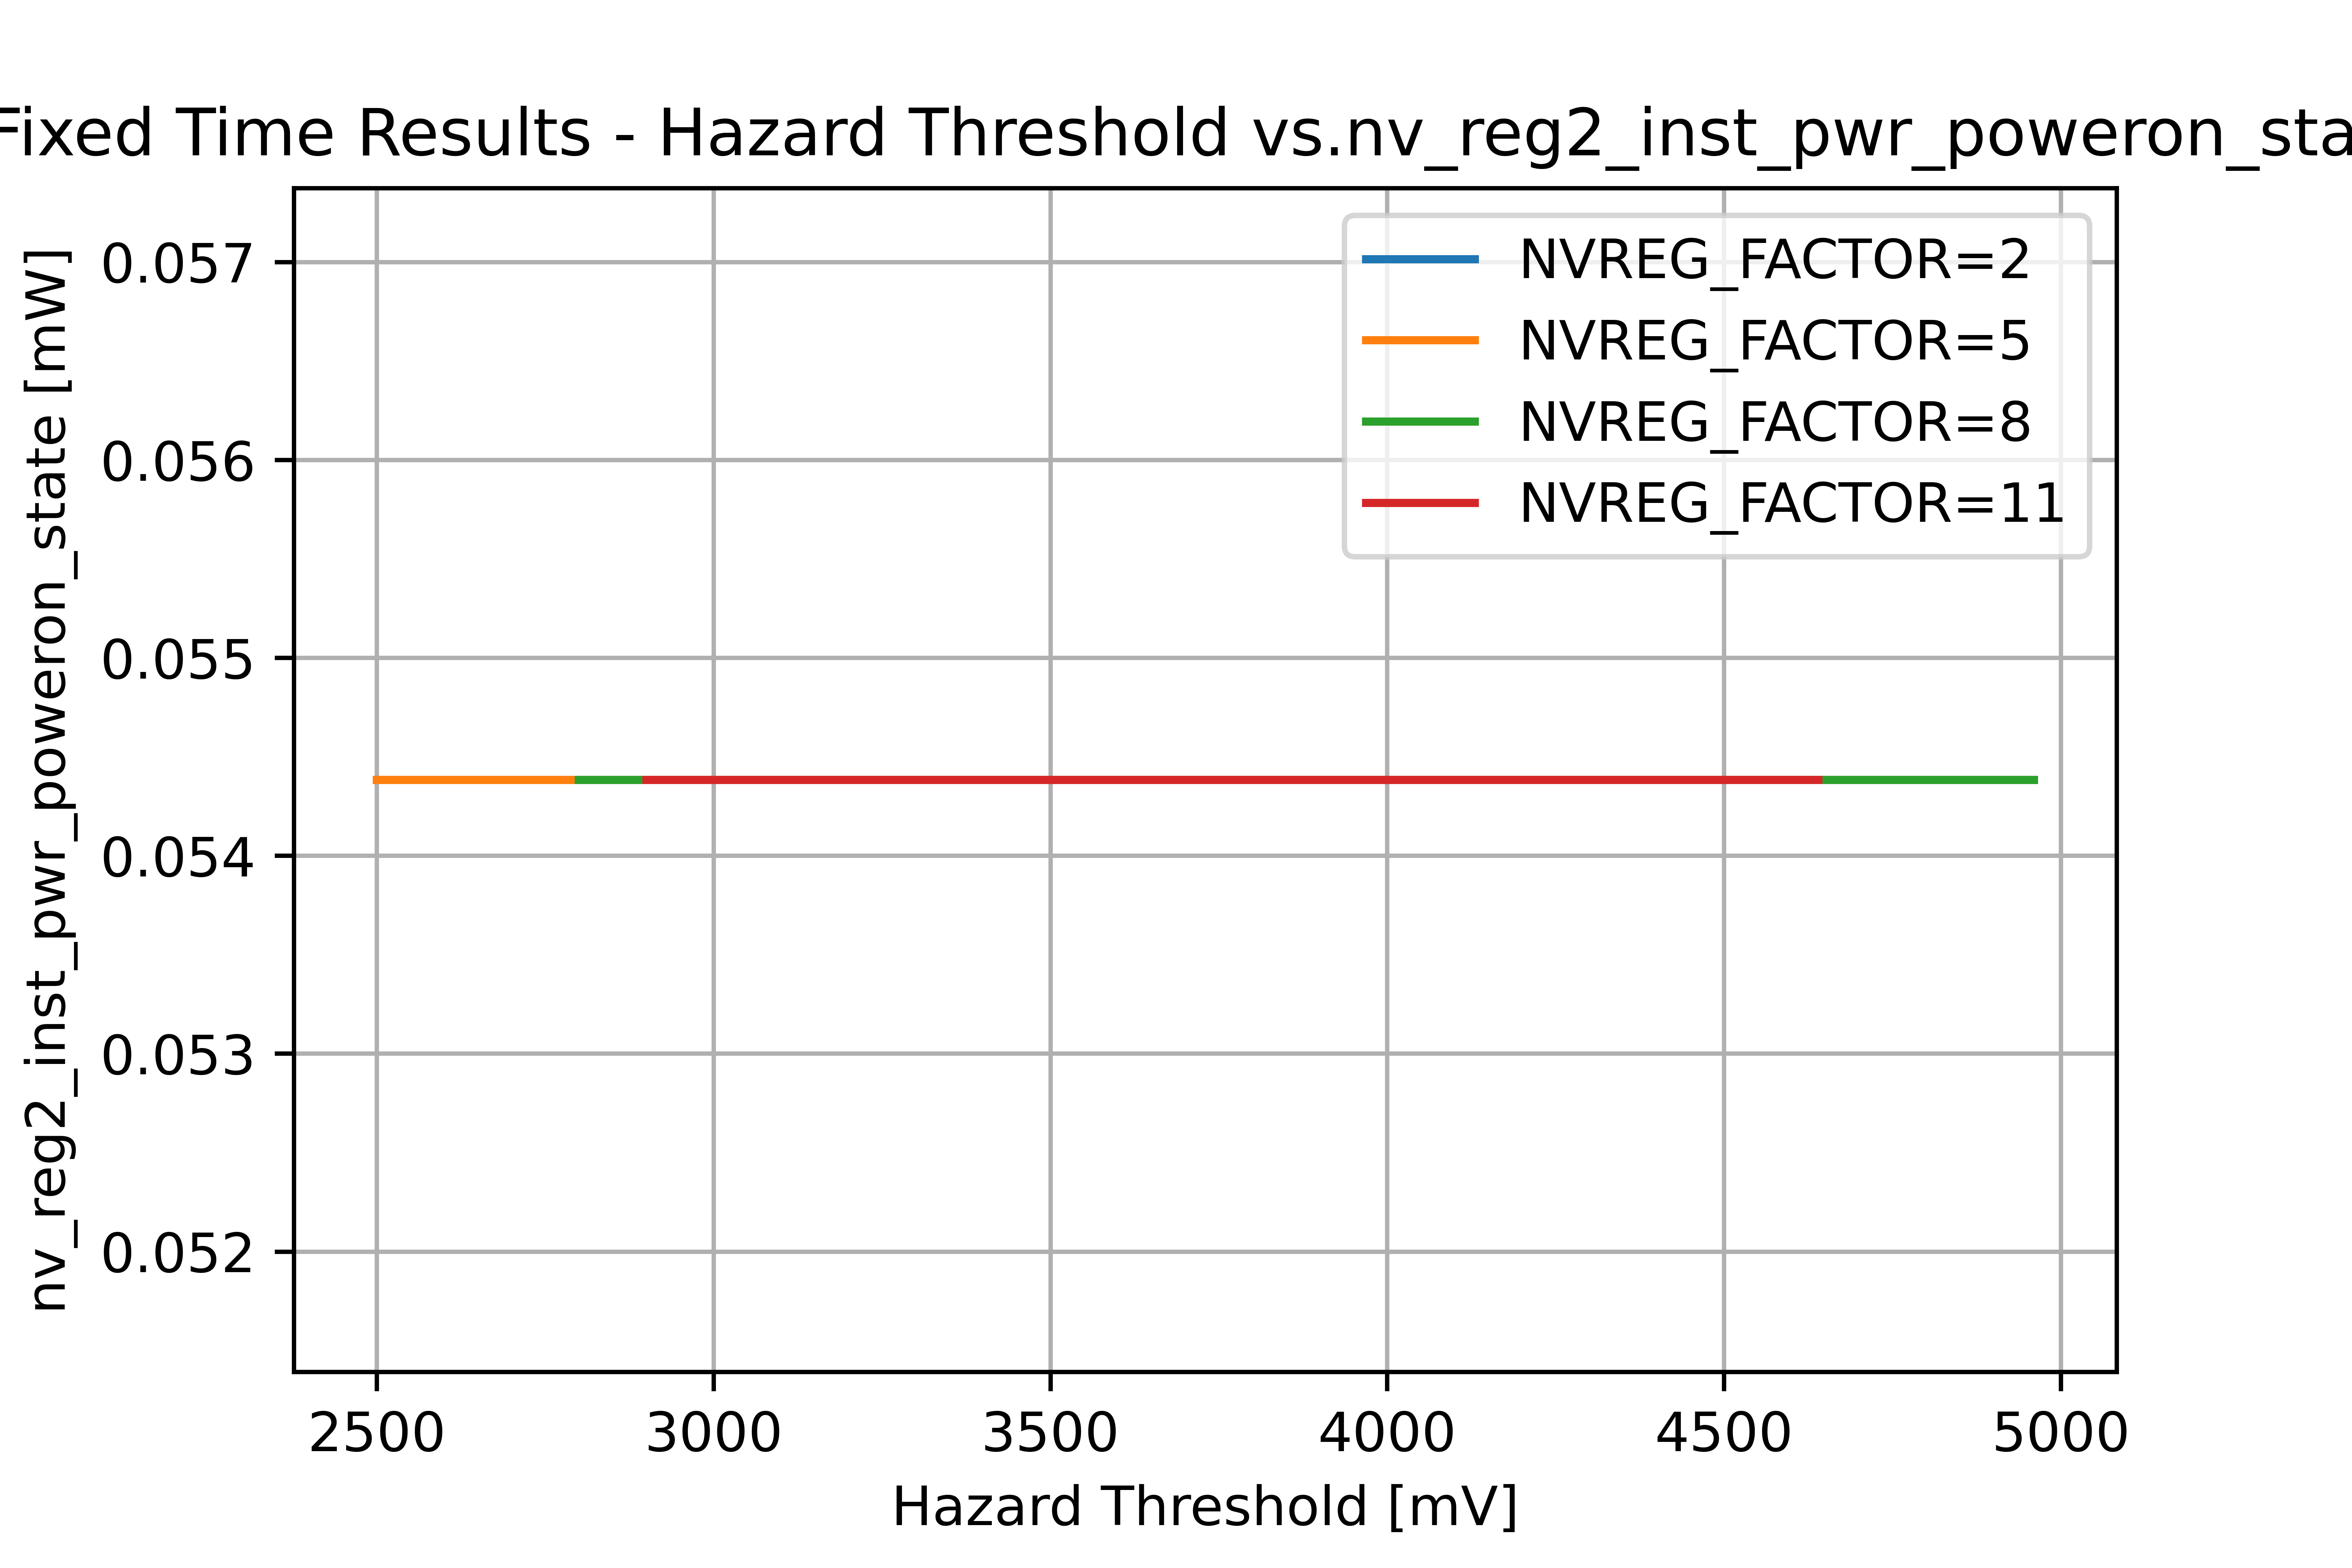 Fixed Time Results - Hazard Threshold vs.nv_reg2_inst_pwr_poweron_sta
nv_reg2_inst_pwr_poweron_state [mW]
0.057
0.056
0.055
0.054
0.053
0.052
NVREG_FACTOR=2
NVREG_FACTOR=5
NVREG_FACTOR=8
NVREG_FACTOR=11
2500 3000 3500 4000 4500 5000
Hazard Threshold [mV]